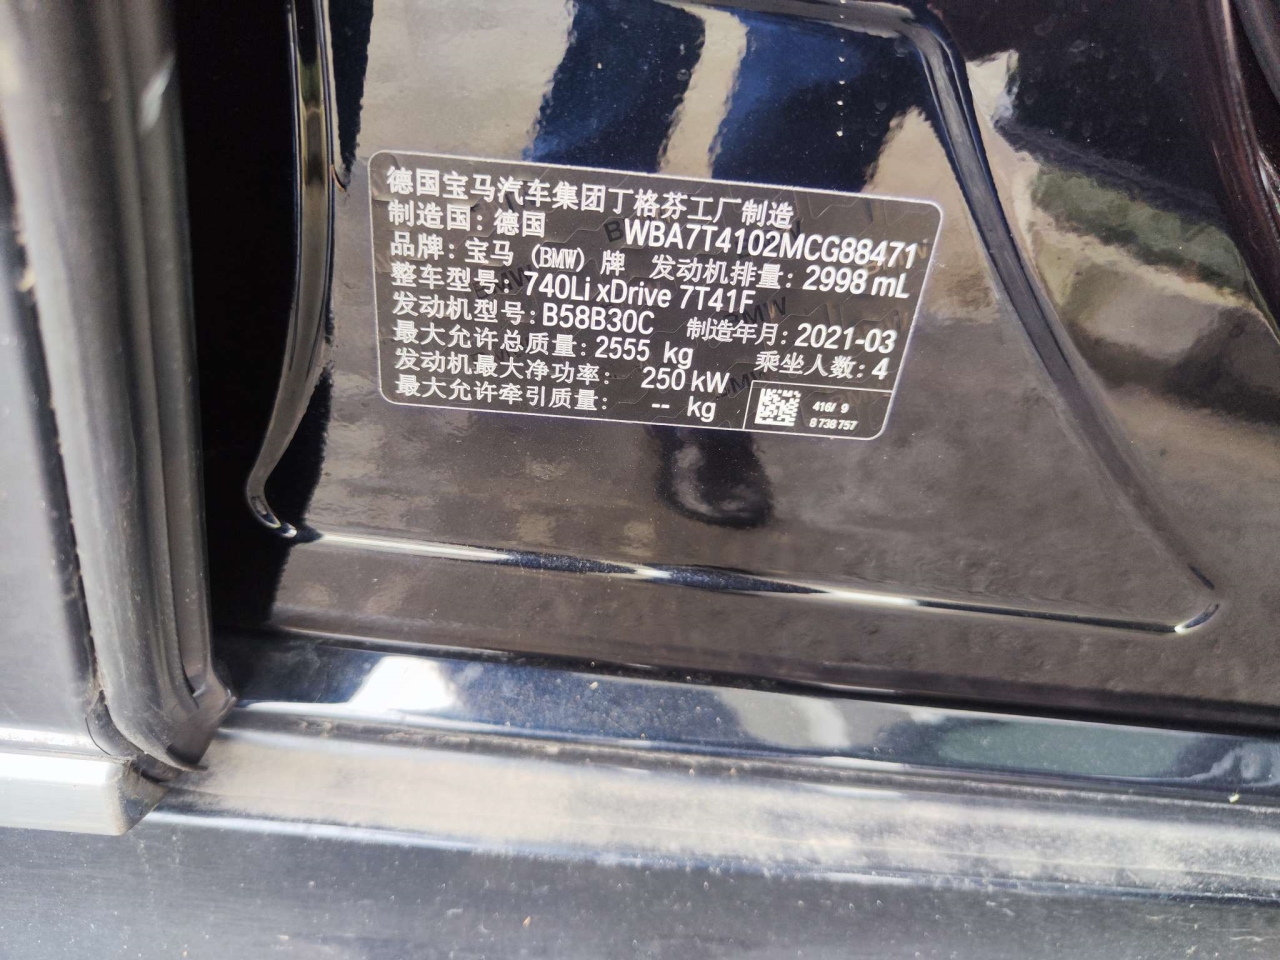 德国宝马汽车集团丁格芬工厂制造
制造国：德国 WBA7T4102MCG88471
品牌：宝马 (BMW) 牌 发动机排量：2998 mL
整车型号：740Li xDrive 7T41F
发动机型号：B58B30C 制造年月：2021-03
最大允许总质量：2555 kg 乘坐人数：4
发动机最大净功率： 250 kW
最大允许牵引质量： -- kg
416/ 9
8 738 757